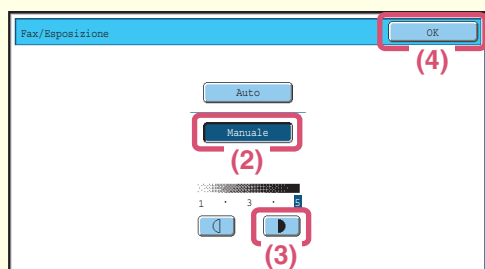 Fax/Esposizione OK
(4)
Auto
Manuale
(2)
1 · 3 · 5
(3)